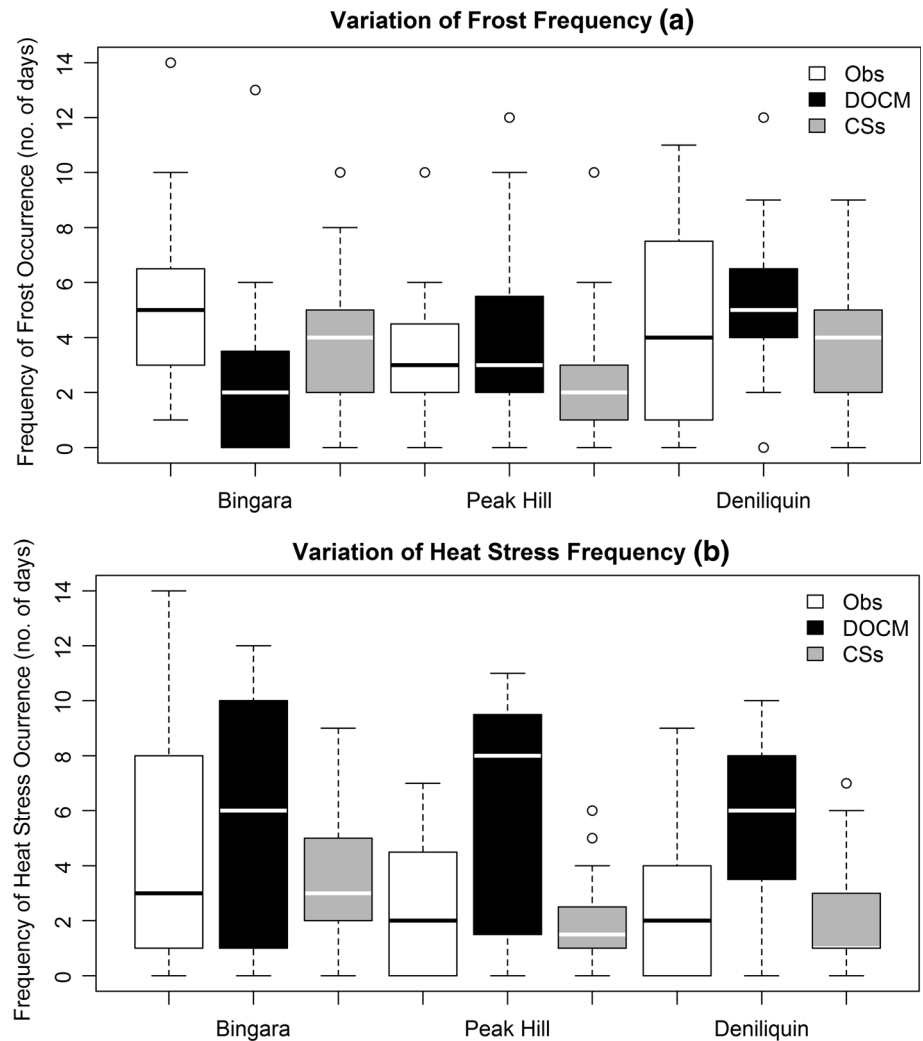 Variation of Frost Frequency (a)
Frequency of Frost Occurrence (no. of days)
14
12
10
8
6
4
2
0
Obs
DOCM
CSs
Bingara
Peak Hill
Deniliquin
Variation of Heat Stress Frequency (b)
Frequency of Heat Stress Ocurrence (no. of days)
14
12
10
8
6
4
2
0
Obs
DOCM
CSs
Bingara
Peak Hill
Deniliquin